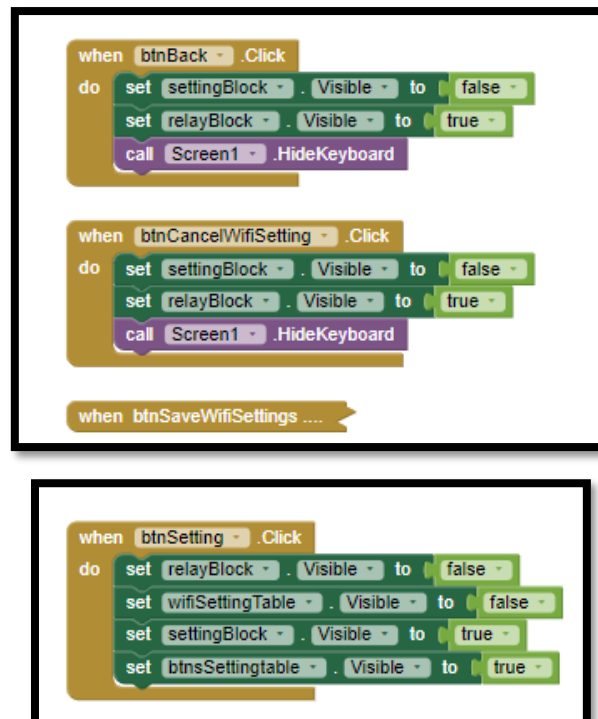 when btnBack .Click
do set settingBlock . Visible to false
set relayBlock . Visible to true
call Screen1 .HideKeyboard
when btnCancelWifiSetting .Click
do set settingBlock . Visible to false
set relayBlock . Visible to true
call Screen1 .HideKeyboard
when btnSaveWifiSettings ....
when btnSetting .Click
do set relayBlock . Visible to false
set wifiSettingTable . Visible to false
set settingBlock . Visible to true
set btnsSettingtable . Visible to true